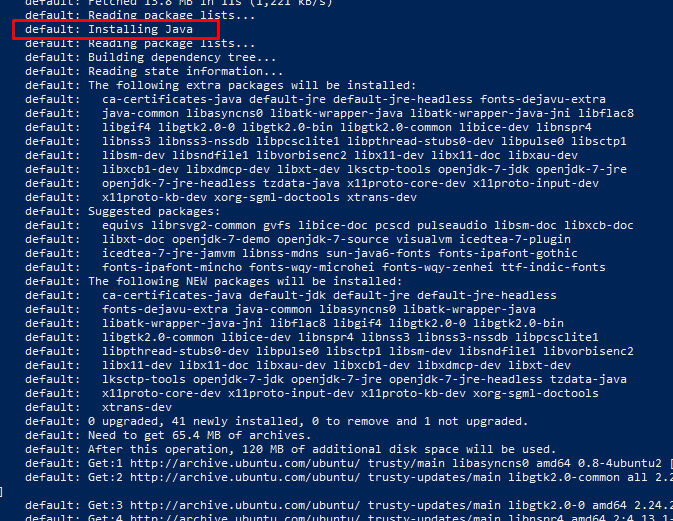 default: Fetched 15.8 MB in 11s (1,221 kB/s)
default: Reading package lists...
default: Installing Java
default: Reading package lists...
default: Building dependency tree...
default: Reading state information...
default: The following extra packages will be installed:
default:   ca-certificates-java default-jre default-jre-headless fonts-dejavu-extra
default:   java-common libasyncns0 libatk-wrapper-java libatk-wrapper-java-jni libflac8
default:   libgif4 libgtk2.0-0 libgtk2.0-bin libgtk2.0-common libice-dev libnspr4
default:   libnss3 libnss3-nssdb libpcsclite1 libpthread-stubs0-dev libpulse0 libsctp1
default:   libsm-dev libsndfile1 libvorbisenc2 libx11-dev libx11-doc libxau-dev
default:   libxcb1-dev libxdmcp-dev libxt-dev lksctp-tools openjdk-7-jdk openjdk-7-jre
default:   openjdk-7-jre-headless tzdata-java x11proto-core-dev x11proto-input-dev
default:   x11proto-kb-dev xorg-sgml-doctools xtrans-dev
default: Suggested packages:
default:   equivs librsvg2-common gvfs libice-doc pcscd pulseaudio libsm-doc libxcb-doc
default:   libxt-doc openjdk-7-demo openjdk-7-source visualvm icedtea-7-plugin
default:   icedtea-7-jre-jamvm libnss-mdns sun-java6-fonts fonts-ipafont-gothic
default:   fonts-ipafont-mincho fonts-wqy-microhei fonts-wqy-zenhei ttf-indic-fonts
default: The following NEW packages will be installed:
default:   ca-certificates-java default-jdk default-jre default-jre-headless
default:   fonts-dejavu-extra java-common libasyncns0 libatk-wrapper-java
default:   libatk-wrapper-java-jni libflac8 libgif4 libgtk2.0-0 libgtk2.0-bin
default:   libgtk2.0-common libice-dev libnspr4 libnss3 libnss3-nssdb libpcsclite1
default:   libpthread-stubs0-dev libpulse0 libsctp1 libsm-dev libsndfile1 libvorbisenc2
default:   libx11-dev libx11-doc libxau-dev libxcb1-dev libxdmcp-dev libxt-dev
default:   lksctp-tools openjdk-7-jdk openjdk-7-jre openjdk-7-jre-headless tzdata-java
default:   x11proto-core-dev x11proto-input-dev x11proto-kb-dev xorg-sgml-doctools
default:   xtrans-dev
default: 0 upgraded, 41 newly installed, 0 to remove and 1 not upgraded.
default: Need to get 65.4 MB of archives.
default: After this operation, 120 MB of additional disk space will be used.
default: Get:1 http://archive.ubuntu.com/ubuntu/ trusty/main libasyncns0 amd64 0.8-4ubuntu2 [
default: Get:2 http://archive.ubuntu.com/ubuntu/ trusty-updates/main libgtk2.0-common all 2.2
]
default: Get:3 http://archive.ubuntu.com/ubuntu/ trusty-updates/main libgtk2.0-0 amd64 2.24.2
default: Get:4 http://archive.ubuntu.com/ubuntu/ trusty-updates/main libnspr4 amd64 2:4.13.1-